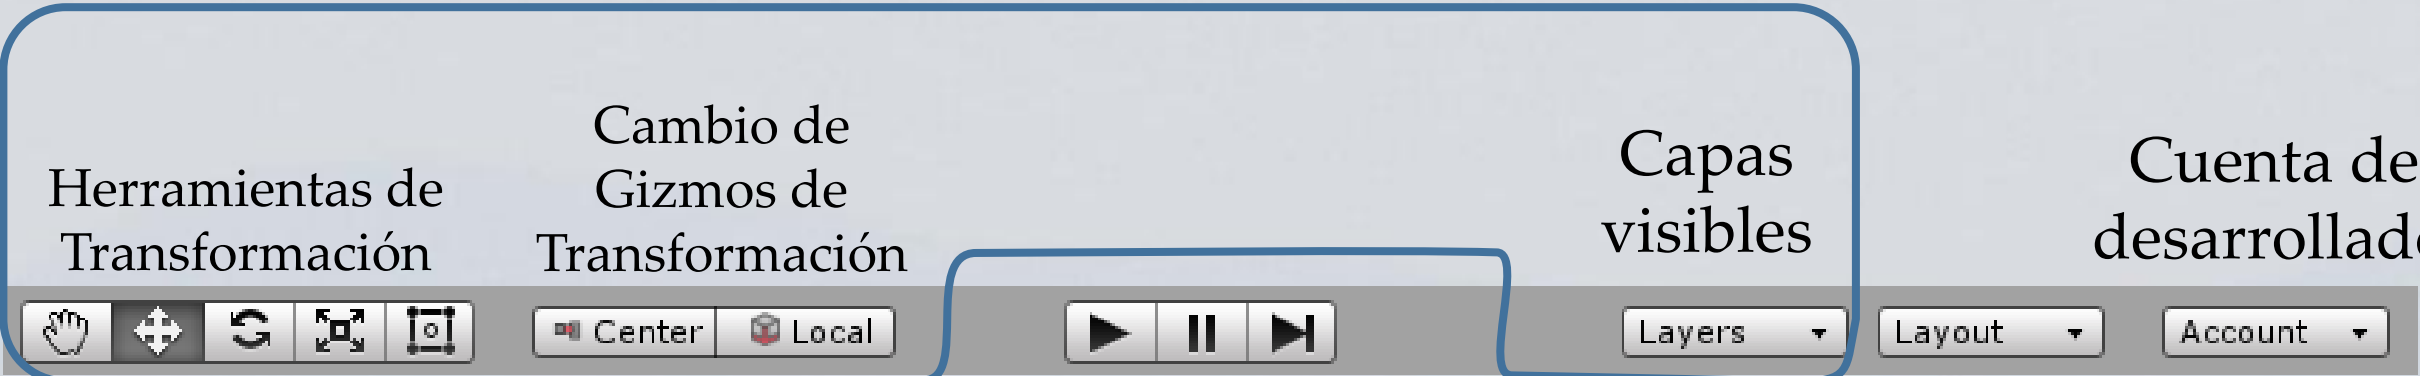 Herramientas de
Transformación
Cambio de
Gizmos de
Transformación
Capas
visibles
Cuenta de
Center
Local
Layers
Layout
Account